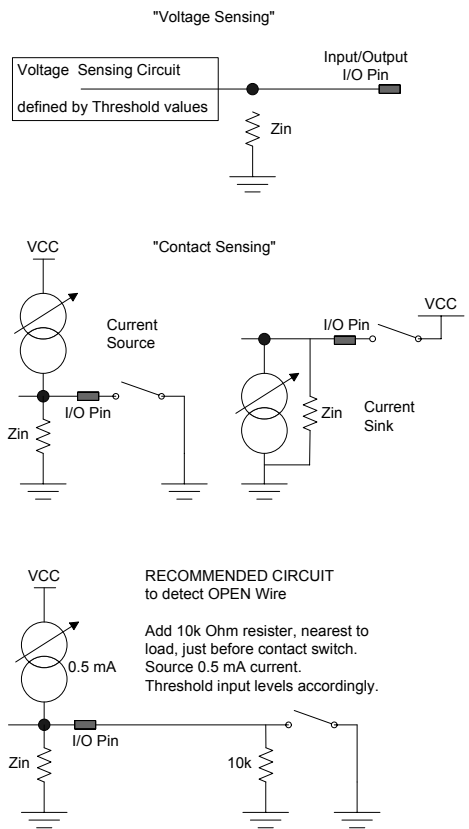 "Voltage Sensing"
Voltage Sensing Circuit
defined by Threshold values
Input/Output
I/O Pin
Zin
"Contact Sensing"
VCC
Current
Source
I/O Pin
Zin
VCC
I/O Pin
Zin
Current
Sink
VCC
RECOMMENDED CIRCUIT
to detect OPEN Wire
Add 10k Ohm resister, nearest to
load, just before contact switch.
Source 0.5 mA current.
Threshold input levels accordingly.
0.5 mA
I/O Pin
Zin
10k